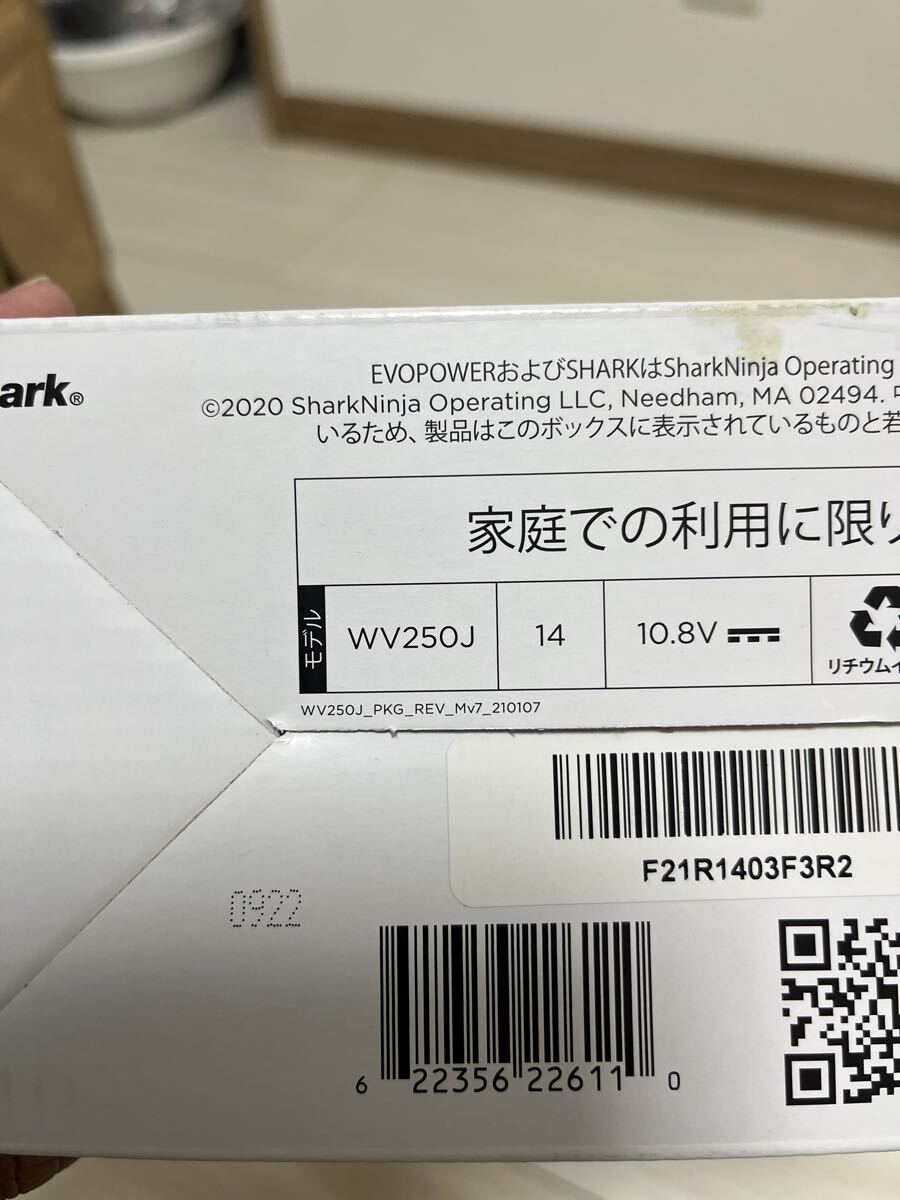 ark®
EVOPOWERおよびSHARKはSharkNinja Operating
©2020 SharkNinja Operating LLC, Needham, MA 02494.
いるため、製品はこのボックスに表示されているものと若
家庭での利用に限り
モデル
WV250J
14
10.8V
リチウムイ
WV250J_PKG_REV_Mv7_210107
F21R1403F3R2
0922
6 22356 22611 0